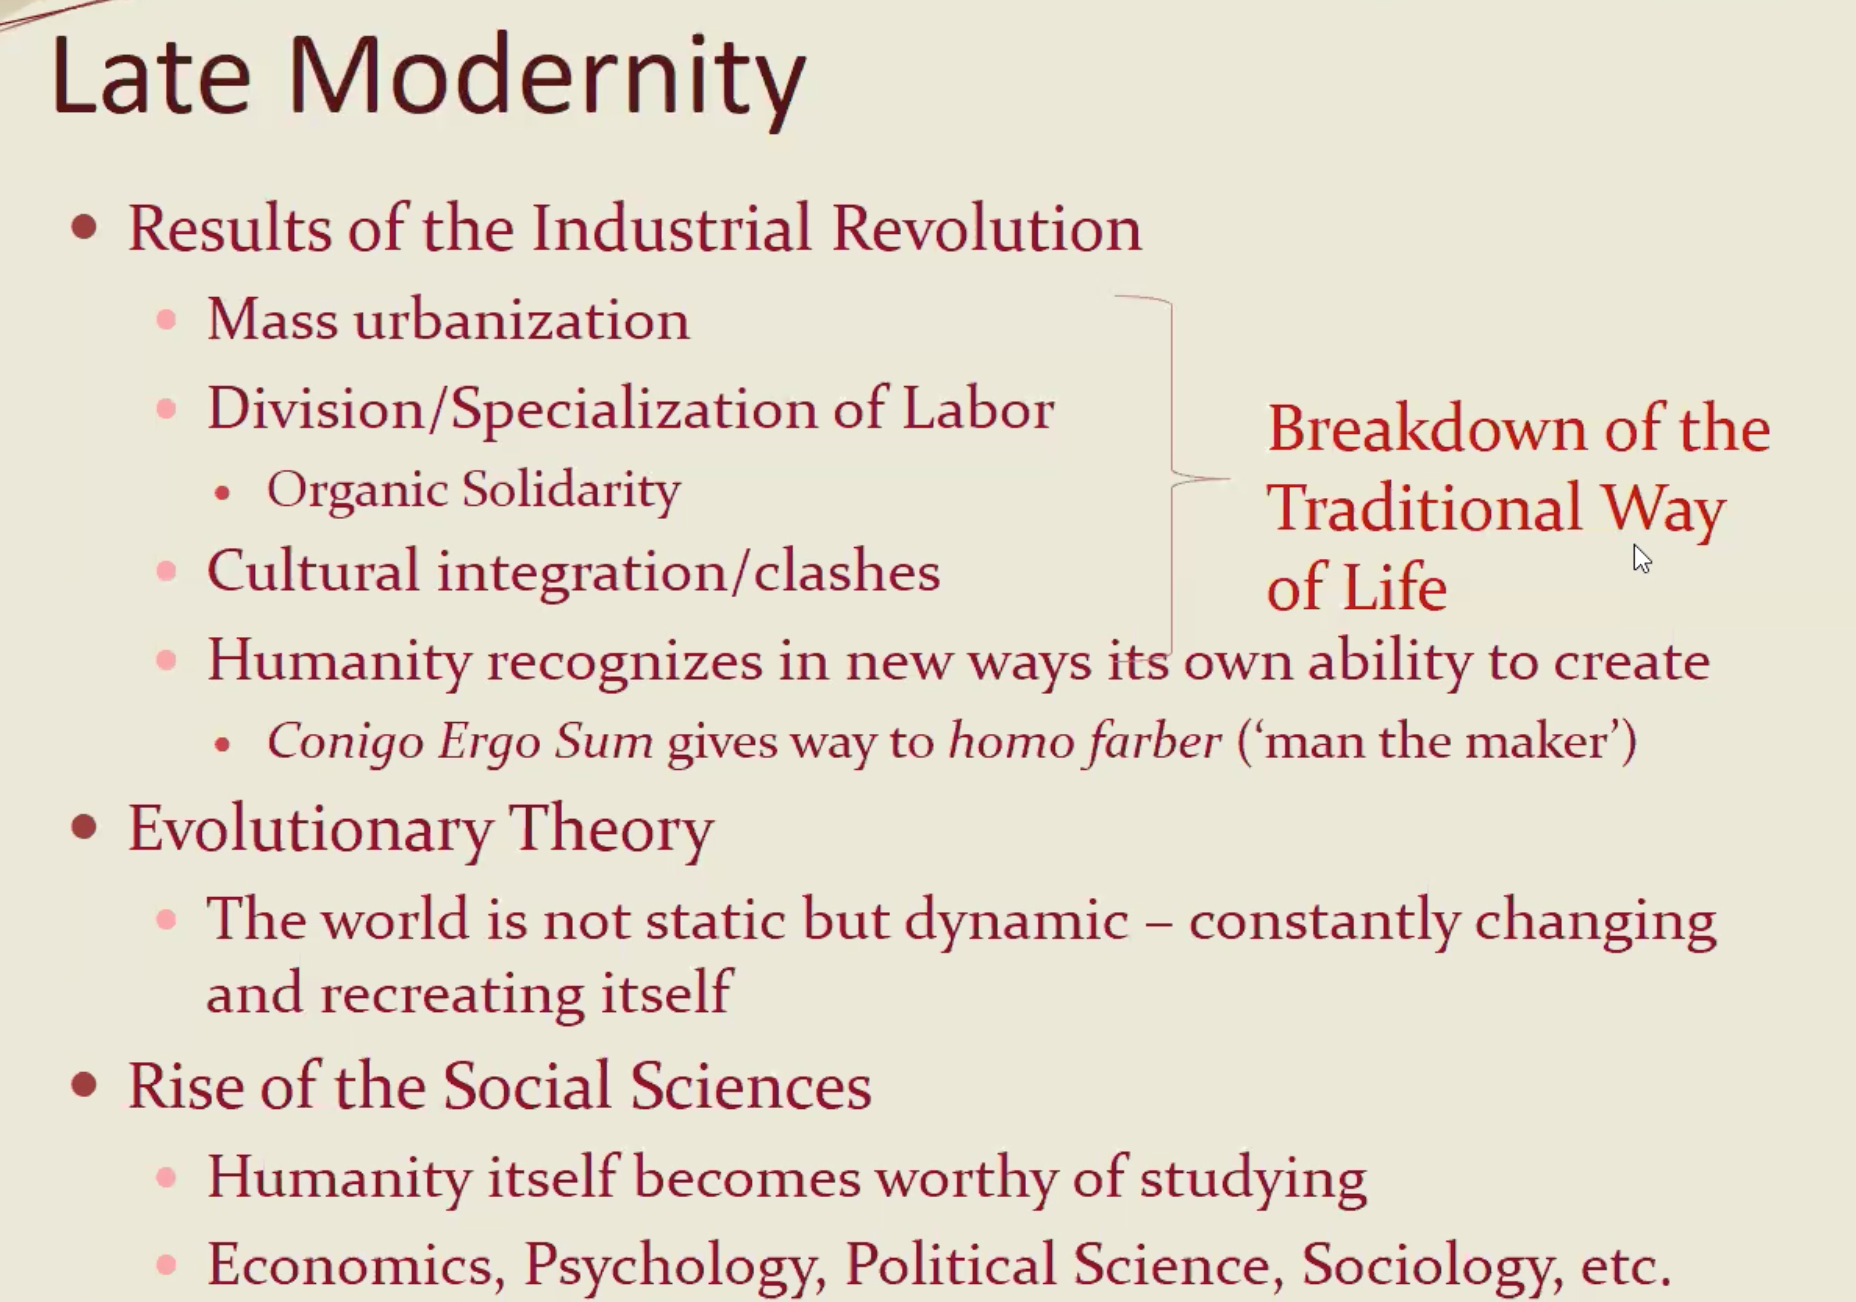 Late Modernity
Results of the Industrial Revolution
Mass urbanization
Division/Specialization of Labor
Organic Solidarity
Cultural integration/clashes
Breakdown of the
Traditional Way
of Life
Humanity recognizes in new ways its own ability to create
Conigo Ergo Sum gives way to homo farber (‘man the maker’)
Evolutionary Theory
The world is not static but dynamic – constantly changing
and recreating itself
Rise of the Social Sciences
Humanity itself becomes worthy of studying
Economics, Psychology, Political Science, Sociology, etc.